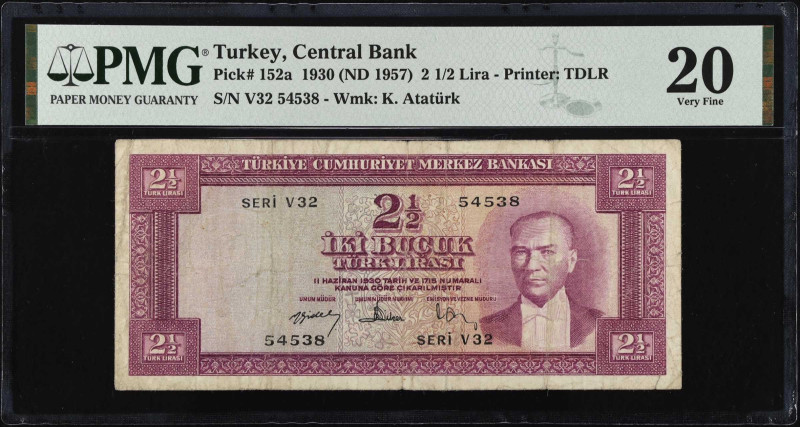 PMG®
PAPER MONEY GUARANTY
Turkey, Central Bank
Pick# 152a 1930 (ND 1957) 2 1/2 Lira - Printer: TDLR
S/N V32 54538 - Wmk: K. Atatürk
20
Very Fine
TÜRKİYE CUMHURİYET MERKEZ BANKASI
2½
TÜRK LİRASI
2½
TÜRK LİRASI
SERİ V32
2½
54538
İKİ BUÇUK
TÜRK LİRASI
11 HAZİRAN 1930 TARİH VE 1715 NUMARALI
KANUNA GÖRE ÇIKARILMIŞTIR
UMUM MÜDÜR
UMUM MÜDÜR MUAVİNİ
EMİSYON VE VEZNE MÜDÜRÜ
54538
SERİ V32
2½
TÜRK LİRASI
2½
TÜRK LİRASI